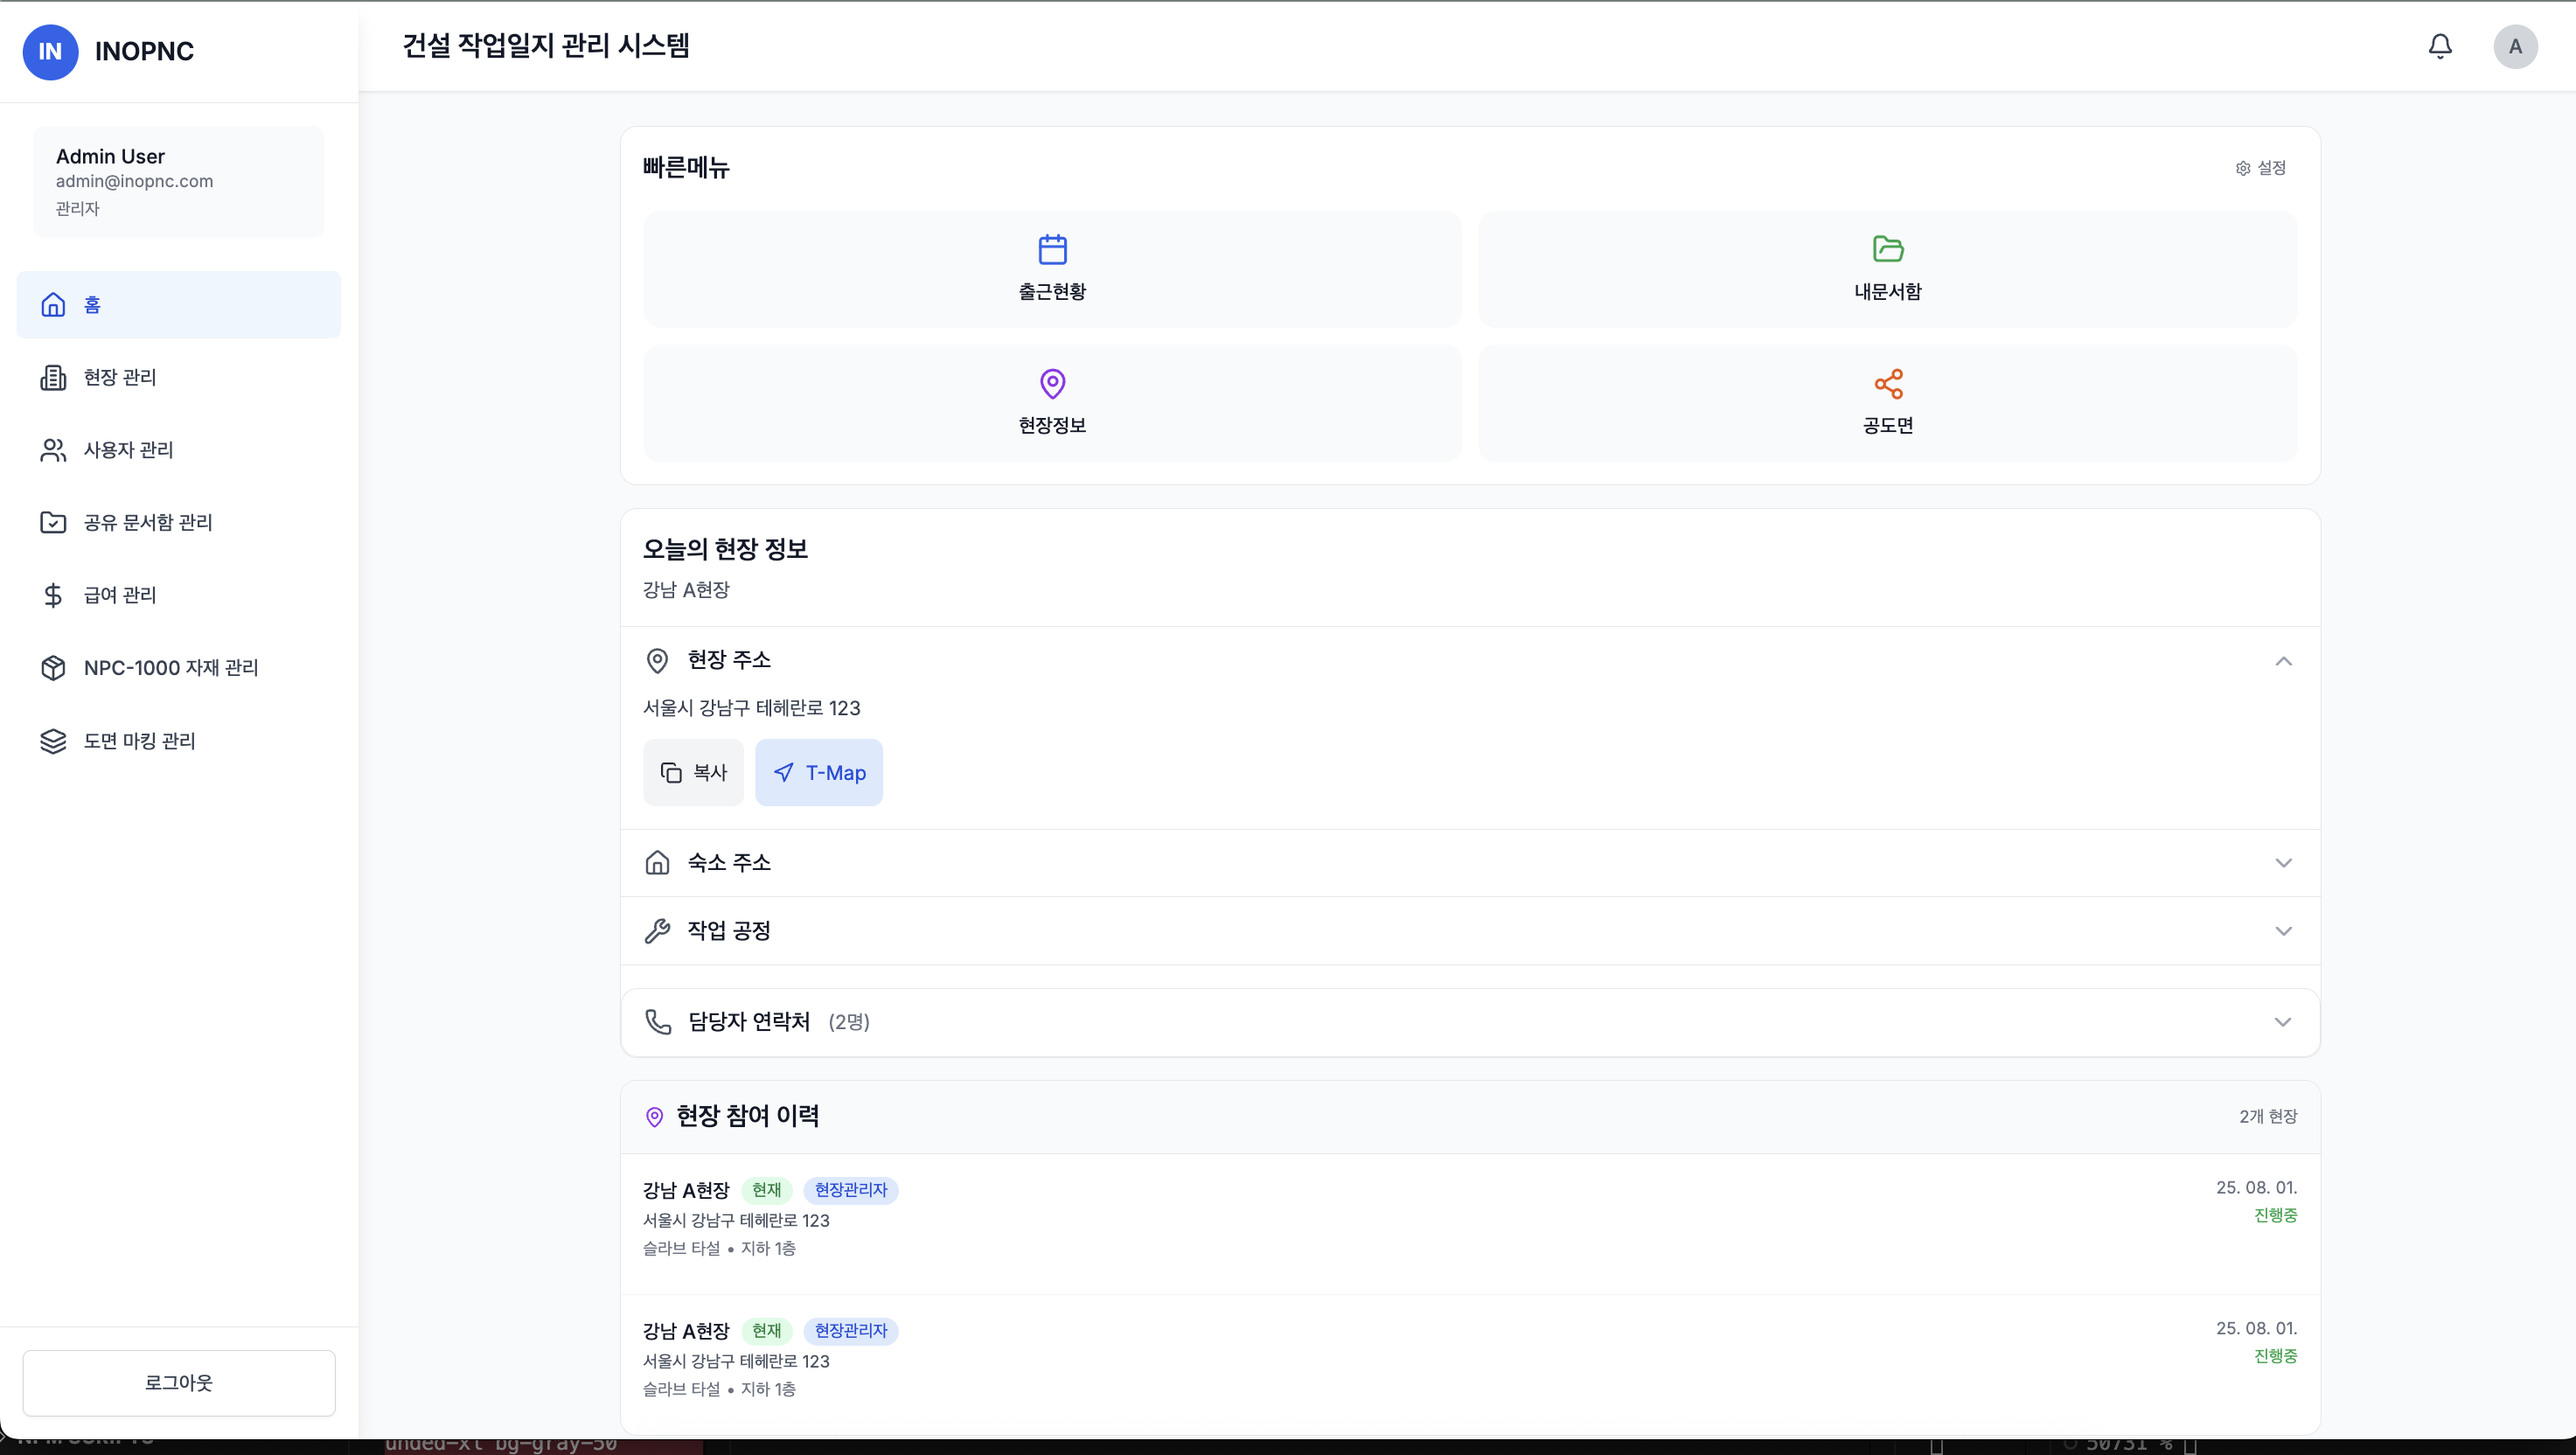 IN INOPNC
건설 작업일지 관리 시스템
A
Admin User
admin@inopnc.com
관리자
홈
현장 관리
사용자 관리
공유 문서함 관리
급여 관리
NPC-1000 자재 관리
도면 마킹 관리
로그아웃
빠른메뉴
설정
출근현황
내문서함
현장정보
공도면
오늘의 현장 정보
강남 A현장
현장 주소
서울시 강남구 테헤란로 123
복사 T-Map
숙소 주소
작업 공정
담당자 연락처 (2명)
현장 참여 이력 2개 현장
강남 A현장 현재 현장관리자 25. 08. 01.
서울시 강남구 테헤란로 123 진행중
슬라브 타설 • 지하 1층
강남 A현장 현재 현장관리자 25. 08. 01.
서울시 강남구 테헤란로 123 진행중
슬라브 타설 • 지하 1층
unded-xl bg-gray-50